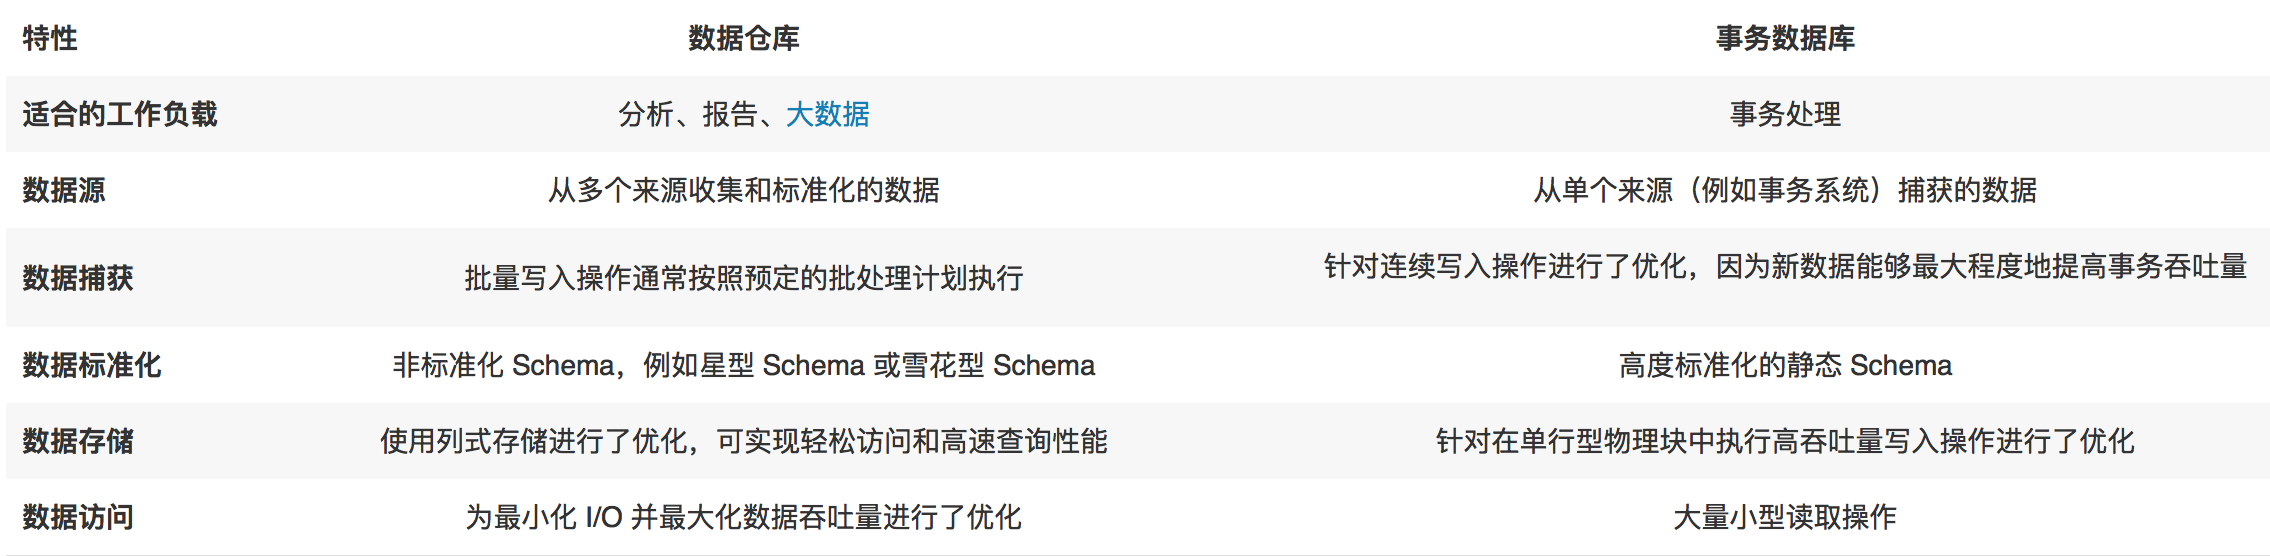 特性 数据仓库 事务数据库
适合的工作负载 分析、报告、大数据 事务处理
数据源 从多个来源收集和标准化的数据 从单个来源（例如事务系统）捕获的数据
数据捕获 批量写入操作通常按照预定的批处理计划执行 针对连续写入操作进行了优化，因为新数据能够最大程度地提高事务吞吐量
数据标准化 非标准化 Schema，例如星型 Schema 或雪花型 Schema 高度标准化的静态 Schema
数据存储 使用列式存储进行了优化，可实现轻松访问和高速查询性能 针对在单行型物理块中执行高吞吐量写入操作进行了优化
数据访问 为最小化 I/O 并最大化数据吞吐量进行了优化 大量小型读取操作